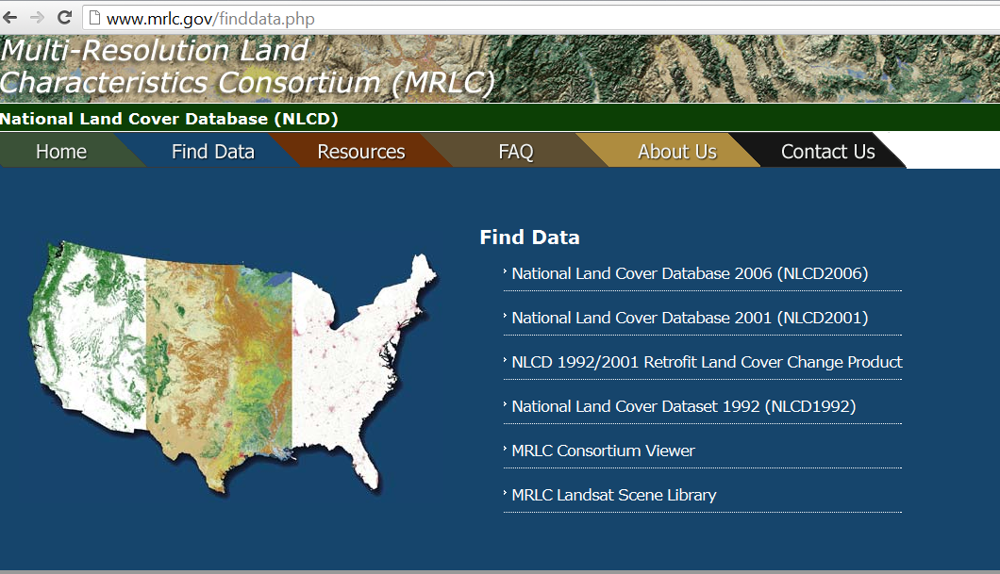 www.mrlc.gov/finddata.php
Multi-Resolution Land
Characteristics Consortium (MRLC)
National Land Cover Database (NLCD)
Home Find Data Resources FAQ About Us Contact Us
Find Data
National Land Cover Database 2006 (NLCD2006)
National Land Cover Database 2001 (NLCD2001)
NLCD 1992/2001 Retrofit Land Cover Change Product
National Land Cover Dataset 1992 (NLCD1992)
MRLC Consortium Viewer
MRLC Landsat Scene Library